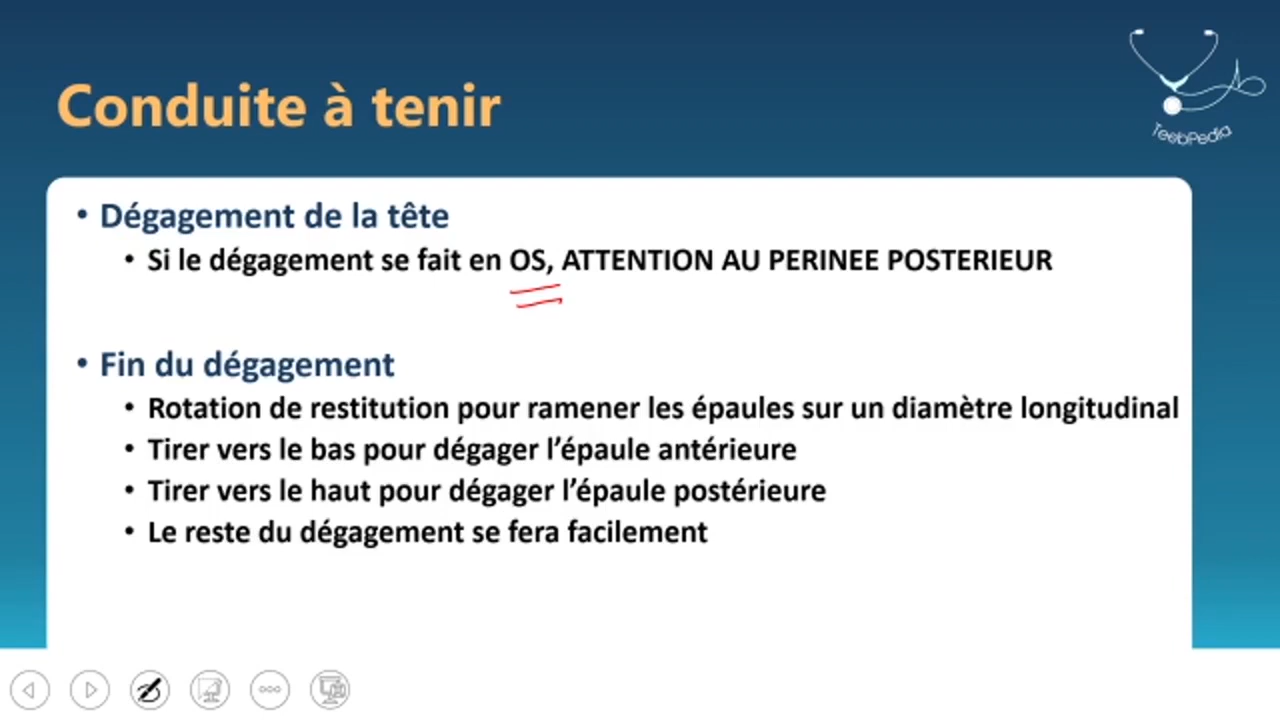 Conduite à tenir
TeebPedia
• Dégagement de la tête
• Si le dégagement se fait en OS, ATTENTION AU PERINEE POSTERIEUR
• Fin du dégagement
• Rotation de restitution pour ramener les épaules sur un diamètre longitudinal
• Tirer vers le bas pour dégager l’épaule antérieure
• Tirer vers le haut pour dégager l’épaule postérieure
• Le reste du dégagement se fera facilement